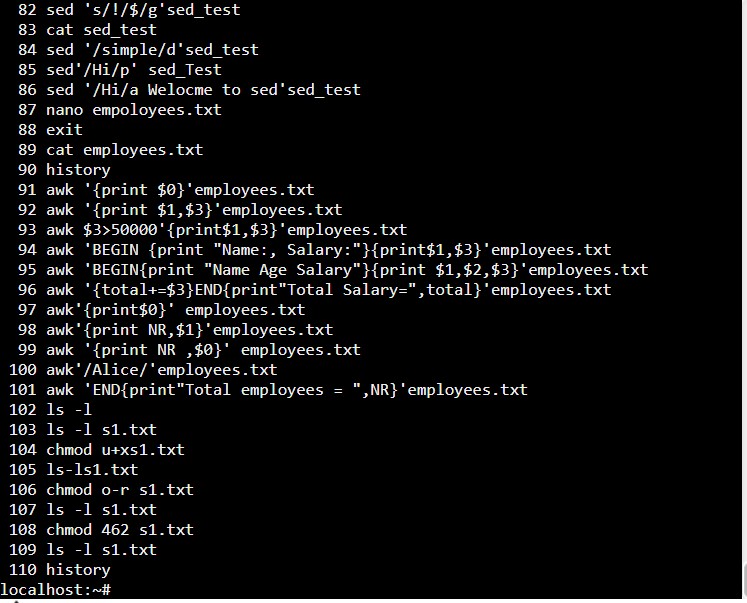 82 sed 's/!/$/g'sed_test
83 cat sed_test
84 sed '/simple/d'sed_test
85 sed'/Hi/p' sed_Test
86 sed '/Hi/a Welocme to sed'sed_test
87 nano empoloyees.txt
88 exit
89 cat employees.txt
90 history
91 awk '{print $0}'employees.txt
92 awk '{print $1,$3}'employees.txt
93 awk $3>50000'{print$1,$3}'employees.txt
94 awk 'BEGIN {print "Name:, Salary:"}{print$1,$3}'employees.txt
95 awk 'BEGIN{print "Name Age Salary"}{print $1,$2,$3}'employees.txt
96 awk '{total+=$3}END{print"Total Salary=",total}'employees.txt
97 awk'{print$0}' employees.txt
98 awk'{print NR,$1}'employees.txt
99 awk '{print NR ,$0}' employees.txt
100 awk'/Alice/'employees.txt
101 awk 'END{print"Total employees = ",NR}'employees.txt
102 ls -l
103 ls -l s1.txt
104 chmod u+xs1.txt
105 ls-ls1.txt
106 chmod o-r s1.txt
107 ls -l s1.txt
108 chmod 462 s1.txt
109 ls -l s1.txt
110 history
localhost:~#